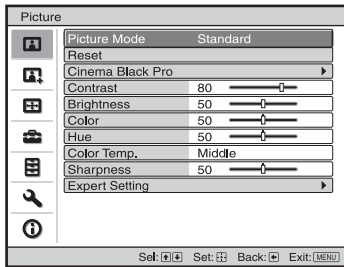 Picture
Picture Mode Standard
Reset
Cinema Black Pro
Contrast 80
Brightness 50
Color 50
Hue 50
Color Temp. Middle
Sharpness 50
Expert Setting
Sel: Set: Back: Exit: MENU